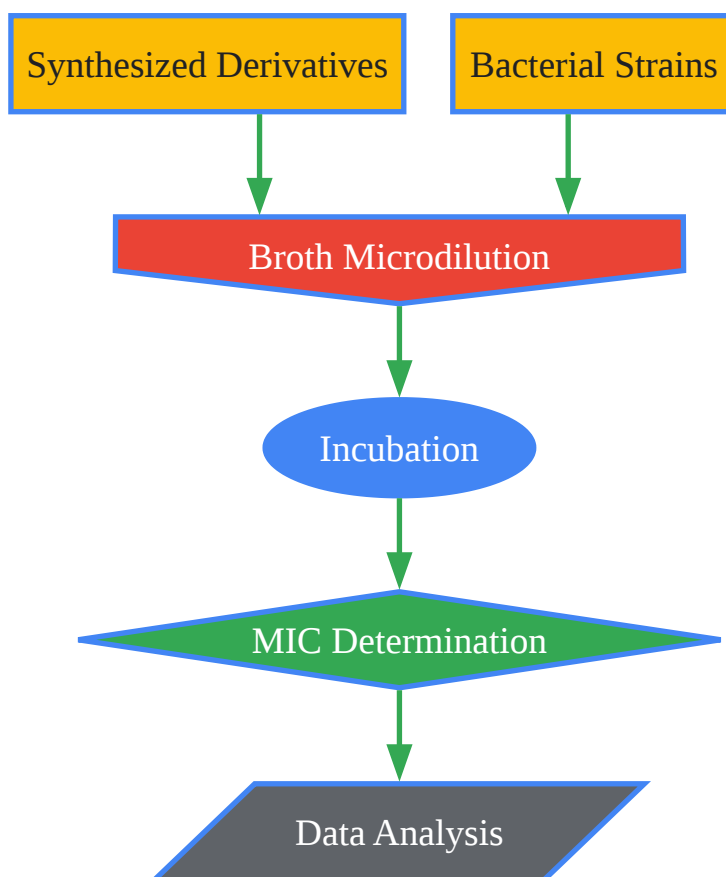 Synthesized Derivatives
Bacterial Strains
Broth Microdilution
Incubation
MIC Determination
Data Analysis